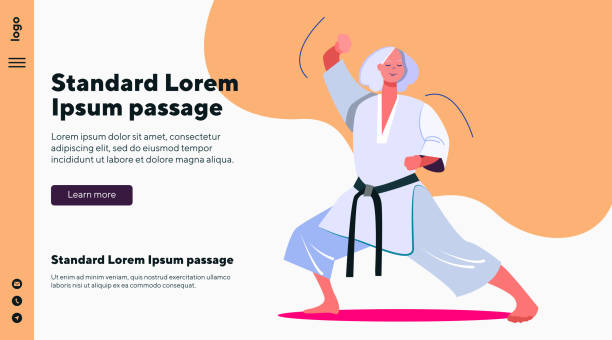 logo
Standard Lorem
Ipsum passage
Lorem ipsum dolor sit amet, consectetur
adipiscing elit, sed do eiusmod tempor
incididunt ut labore et dolore magna aliqua.
Learn more
Standard Lorem Ipsum passage
Ut enim ad minim veniam, quis nostrud exercitation ullamco
laboris nisi ut aliquip ex ea commodo consequat.